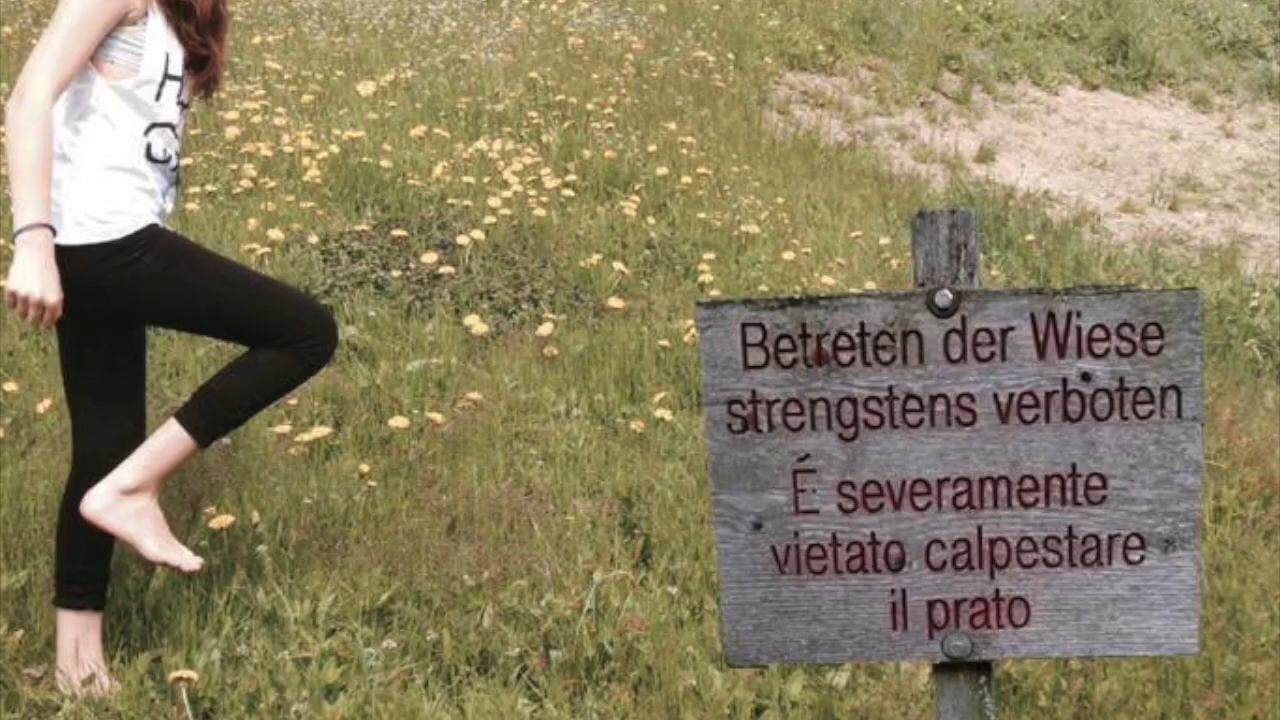 Betreten der Wiese
strengstens verboten
É severamente
vietato calpestare
il prato